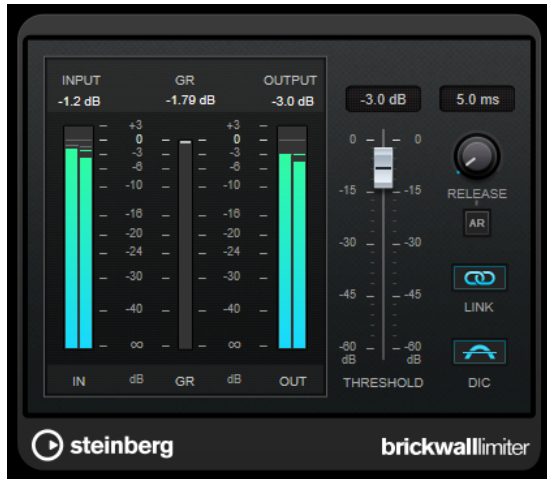 INPUT GR OUTPUT
-1.2 dB -1.79 dB -3.0 dB -3.0 dB 5.0 ms
+3 +3
0 0 0 0
-3 -3
-6 -6
-10 -10
-15 -15 RELEASE
-16 -16
-20 -20 AR
-24 -24 -30 -30
-30 -30
-45 -45
-40 -40 LINK
∞ ∞ -60 -60
dB dB
IN dB GR dB OUT THRESHOLD DIC
steinberg brickwalllimiter